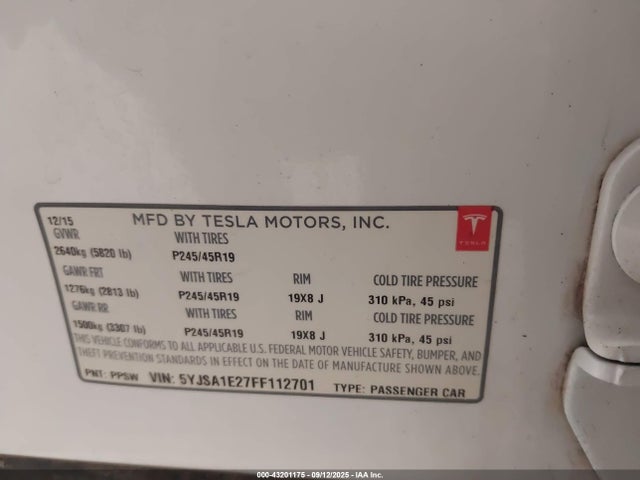 12/15 MFD BY TESLA MOTORS, INC.
GVWR WITH TIRES
2640kg (5820 lb) P245/45R19
TESLA
GAWR FRT WITH TIRES RIM COLD TIRE PRESSURE
1276kg (2813 lb) P245/45R19 19X8 J 310 kPa, 45 psi
GAWR RR WITH TIRES RIM COLD TIRE PRESSURE
1500kg (3307 lb) P245/45R19 19X8 J 310 kPa, 45 psi
THIS VEHICLE CONFORMS TO ALL APPLICABLE U.S. FEDERAL MOTOR VEHICLE SAFETY, BUMPER, AND
THEFT PREVENTION STANDARDS IN EFFECT ON THE DATE OF MANUFACTURE SHOWN ABOVE.
PNT: PPSW VIN: 5YJSA1E27FF112701 TYPE: PASSENGER CAR
000-43201175 - 09/12/2025 - IAA Inc.